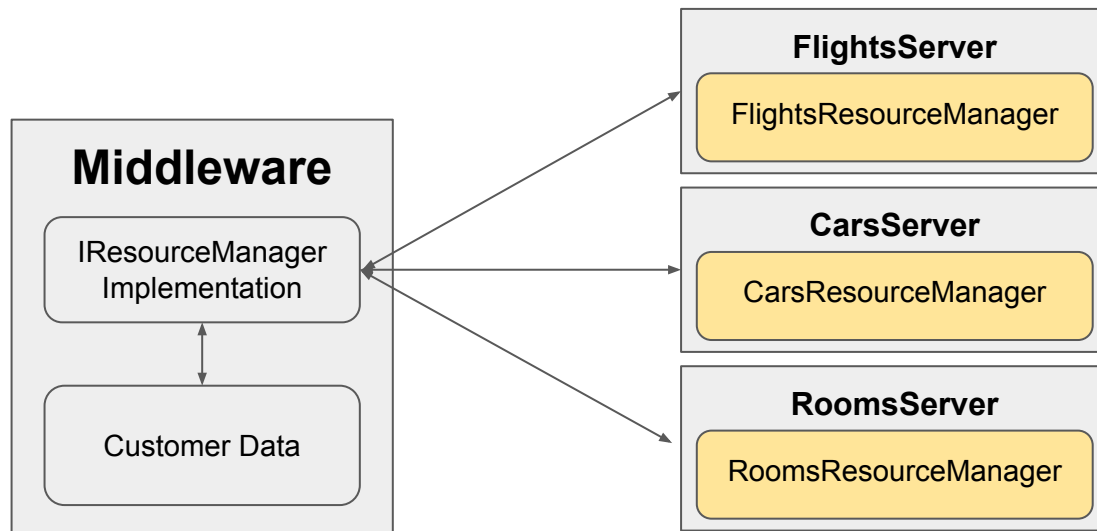 Middleware
IResourceManager
Implementation
Customer Data
FlightsServer
FlightsResourceManager
CarsServer
CarsResourceManager
RoomsServer
RoomsResourceManager